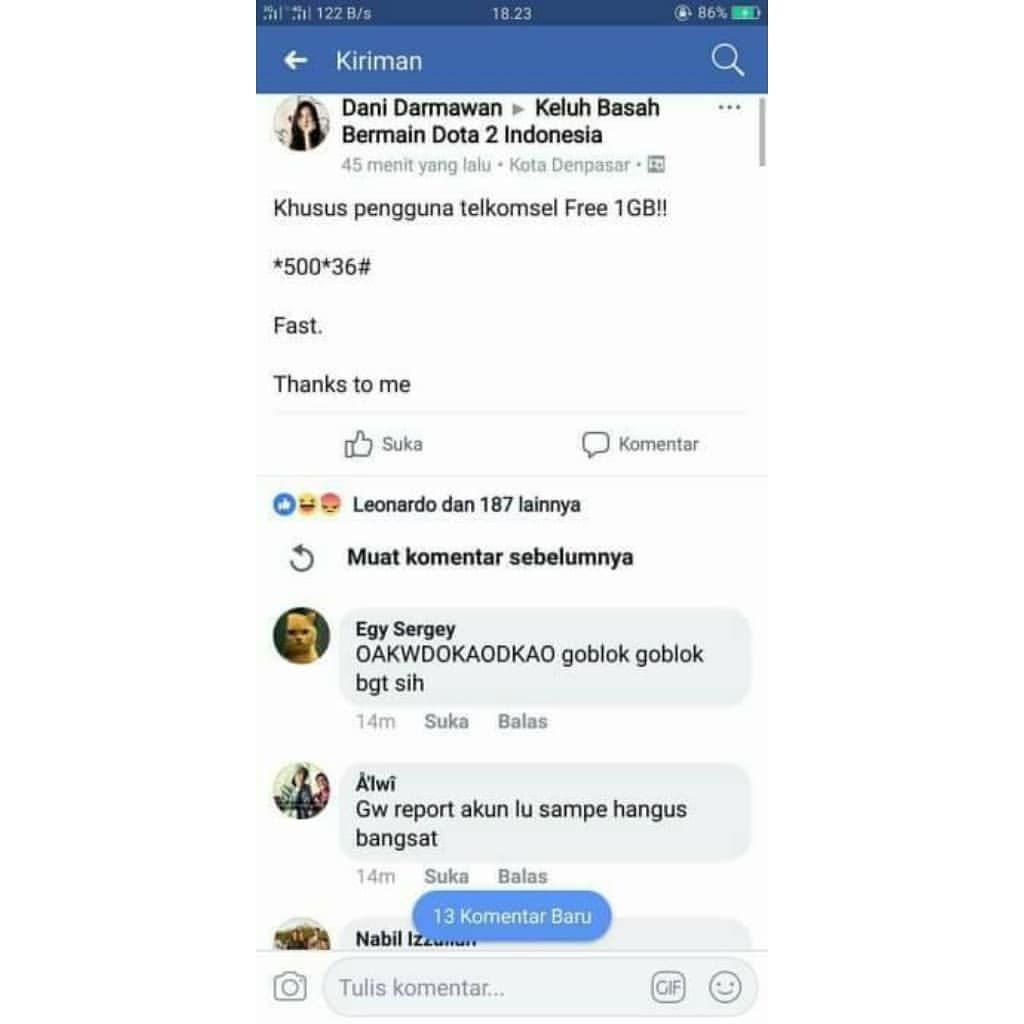 122 B/s 18.23 86%
Kiriman
Dani Darmawan ▸ Keluh Basah
Bermain Dota 2 Indonesia
45 menit yang lalu • Kota Denpasar •
Khusus pengguna telkomsel Free 1GB!!
*500*36#
Fast.
Thanks to me
Suka Komentar
Leonardo dan 187 lainnya
Muat komentar sebelumnya
Egy Sergey
OAKWDOKAODKAO goblok goblok
bgt sih
14m Suka Balas
Å'lwî
Gw report akun lu sampe hangus
bangsat
14m Suka Balas
13 Komentar Baru
Nabil
Tulis komentar... GIF